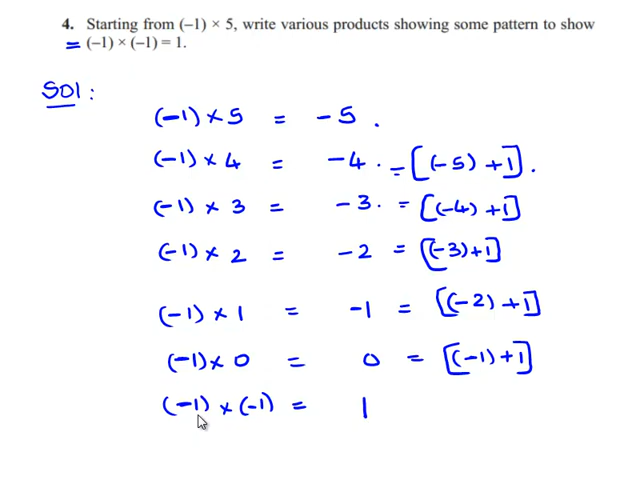 4. Starting from (−1) × 5, write various products showing some pattern to show
= (−1) × (−1) = 1.
SOl :
(−1) × 5 = −5 .
(−1) × 4 = −4 . = [(−5) +1] .
(−1) × 3 = −3 . = [(−4) +1]
(−1) × 2 = −2 = [(−3)+1]
(−1) × 1 = −1 = [(−2) +1]
(−1) × 0 = 0 = [(−1) +1]
(−1) × (−1) = 1